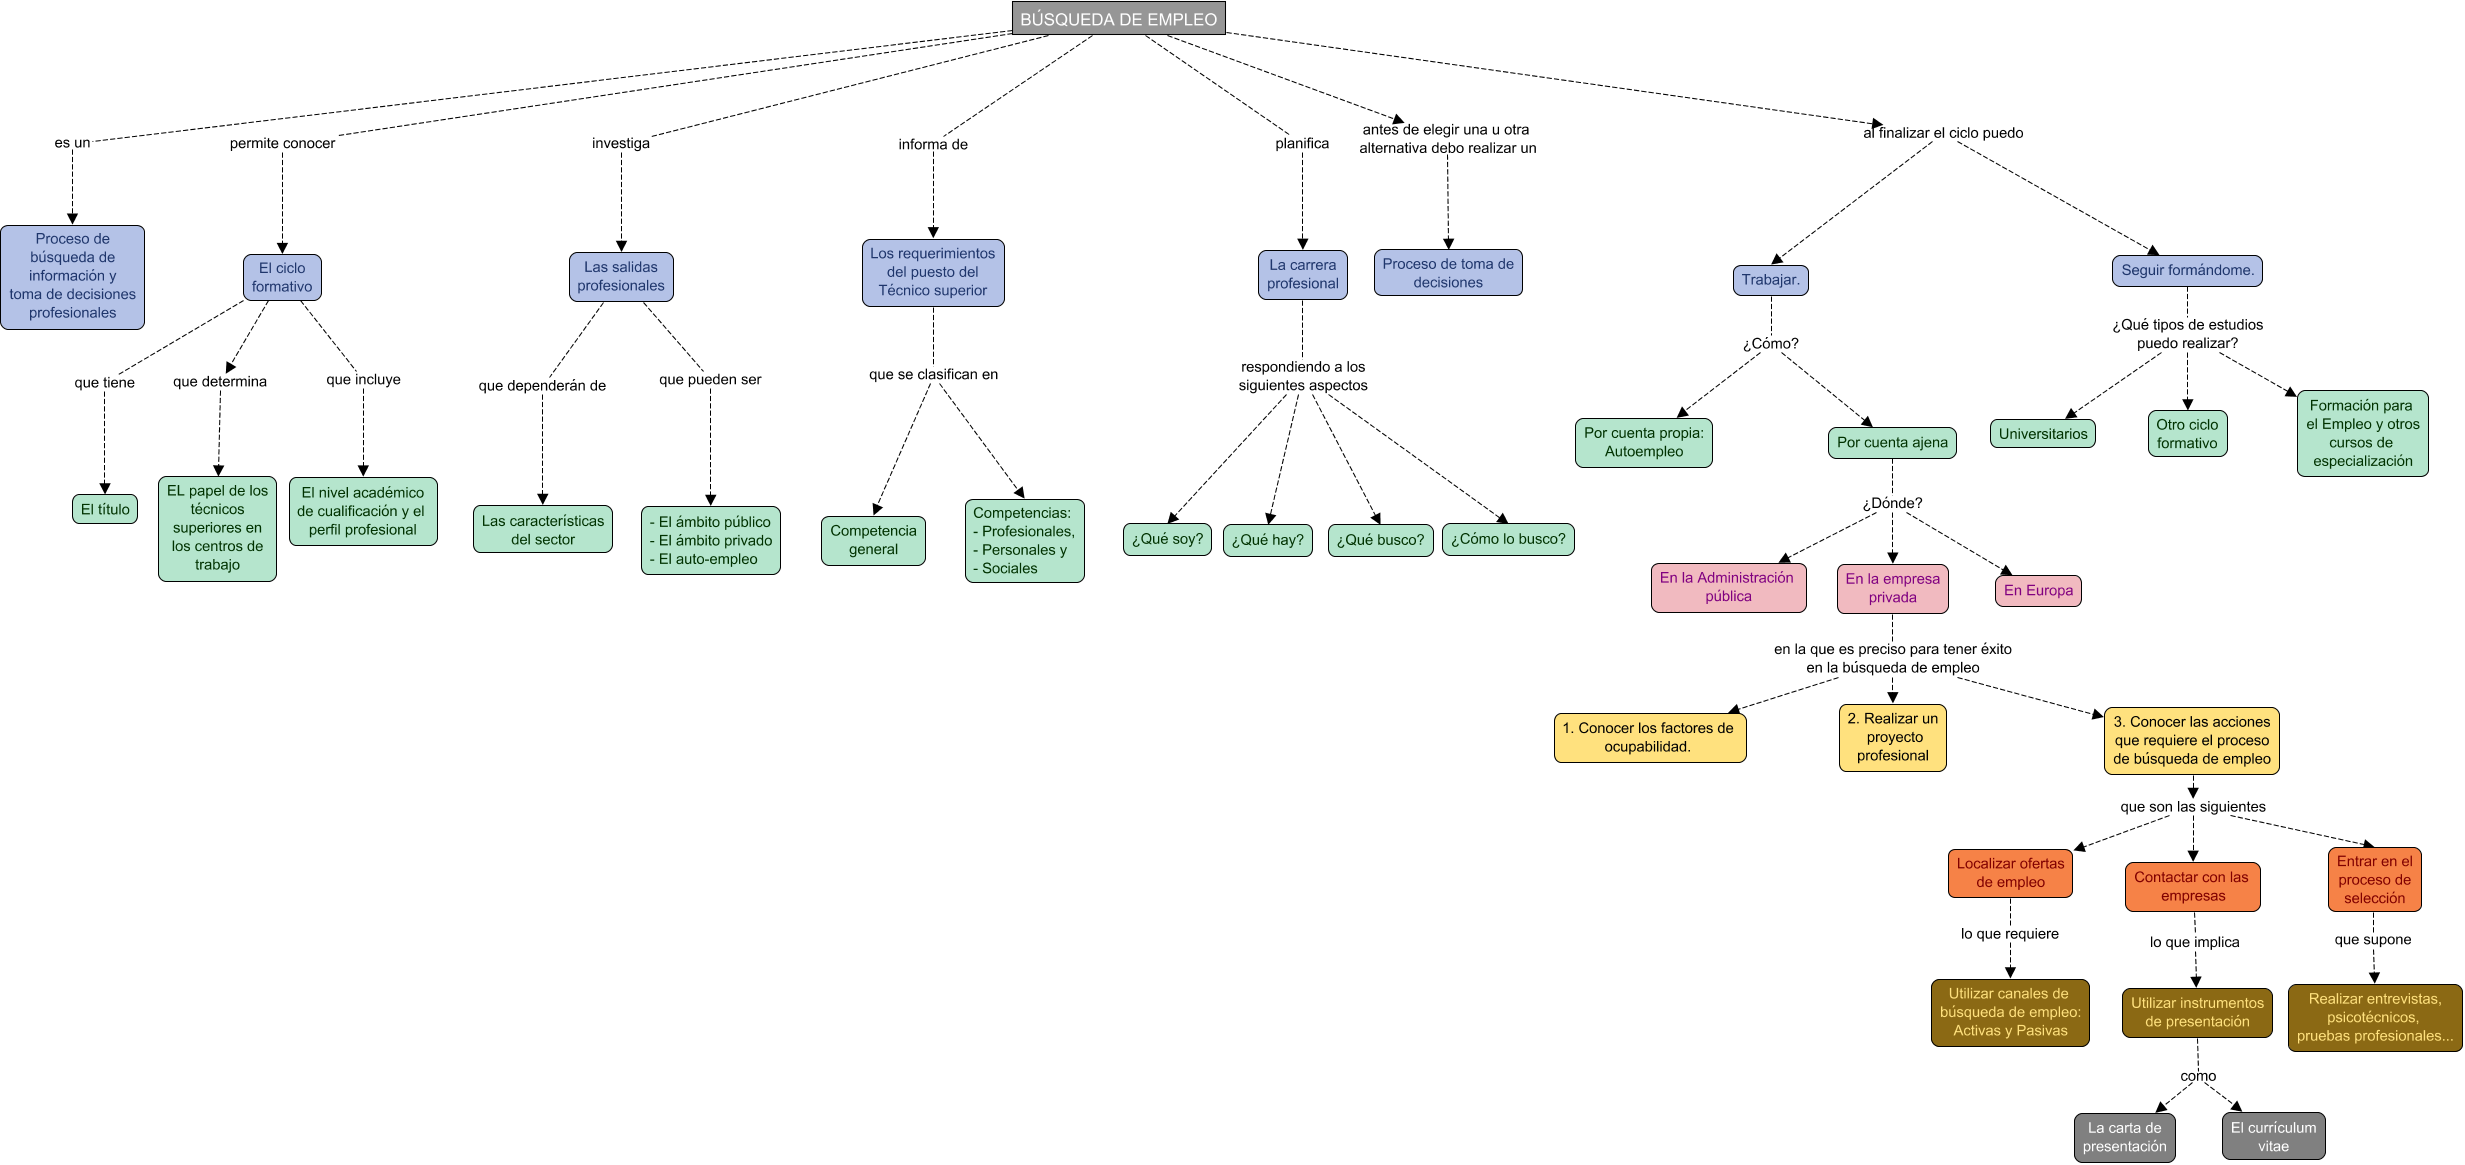 BÚSQUEDA DE EMPLEO
es un
permite conocer
investiga
informa de
planifica
antes de elegir una u otra
alternativa debo realizar un
al finalizar el ciclo puedo
Proceso de
búsqueda de
información y
toma de decisiones
profesionales
El ciclo
formativo
Las salidas
profesionales
Los requerimientos
del puesto del
Técnico superior
La carrera
profesional
Proceso de toma de
decisiones
Trabajar.
Seguir formándome.
que tiene
que determina
que incluye
que dependerán de
que pueden ser
que se clasifican en
respondiendo a los
siguientes aspectos
¿Cómo?
¿Qué tipos de estudios
puedo realizar?
El título
EL papel de los
técnicos
superiores en
los centros de
trabajo
El nivel académico
de cualificación y el
perfil profesional
Las características
del sector
- El ámbito público
- El ámbito privado
- El auto-empleo
Competencia
general
Competencias:
- Profesionales,
- Personales y
- Sociales
¿Qué soy?
¿Qué hay?
¿Qué busco?
¿Cómo lo busco?
Por cuenta propia:
Autoempleo
Por cuenta ajena
Universitarios
Otro ciclo
formativo
Formación para
el Empleo y otros
cursos de
especialización
¿Dónde?
En la Administración
pública
En la empresa
privada
En Europa
en la que es preciso para tener éxito
en la búsqueda de empleo
1. Conocer los factores de
ocupabilidad.
2. Realizar un
proyecto
profesional
3. Conocer las acciones
que requiere el proceso
de búsqueda de empleo
que son las siguientes
Localizar ofertas
de empleo
Contactar con las
empresas
Entrar en el
proceso de
selección
lo que requiere
lo que implica
que supone
Utilizar canales de
búsqueda de empleo:
Activas y Pasivas
Utilizar instrumentos
de presentación
Realizar entrevistas,
psicotécnicos,
pruebas profesionales...
como
La carta de
presentación
El currículum
vitae